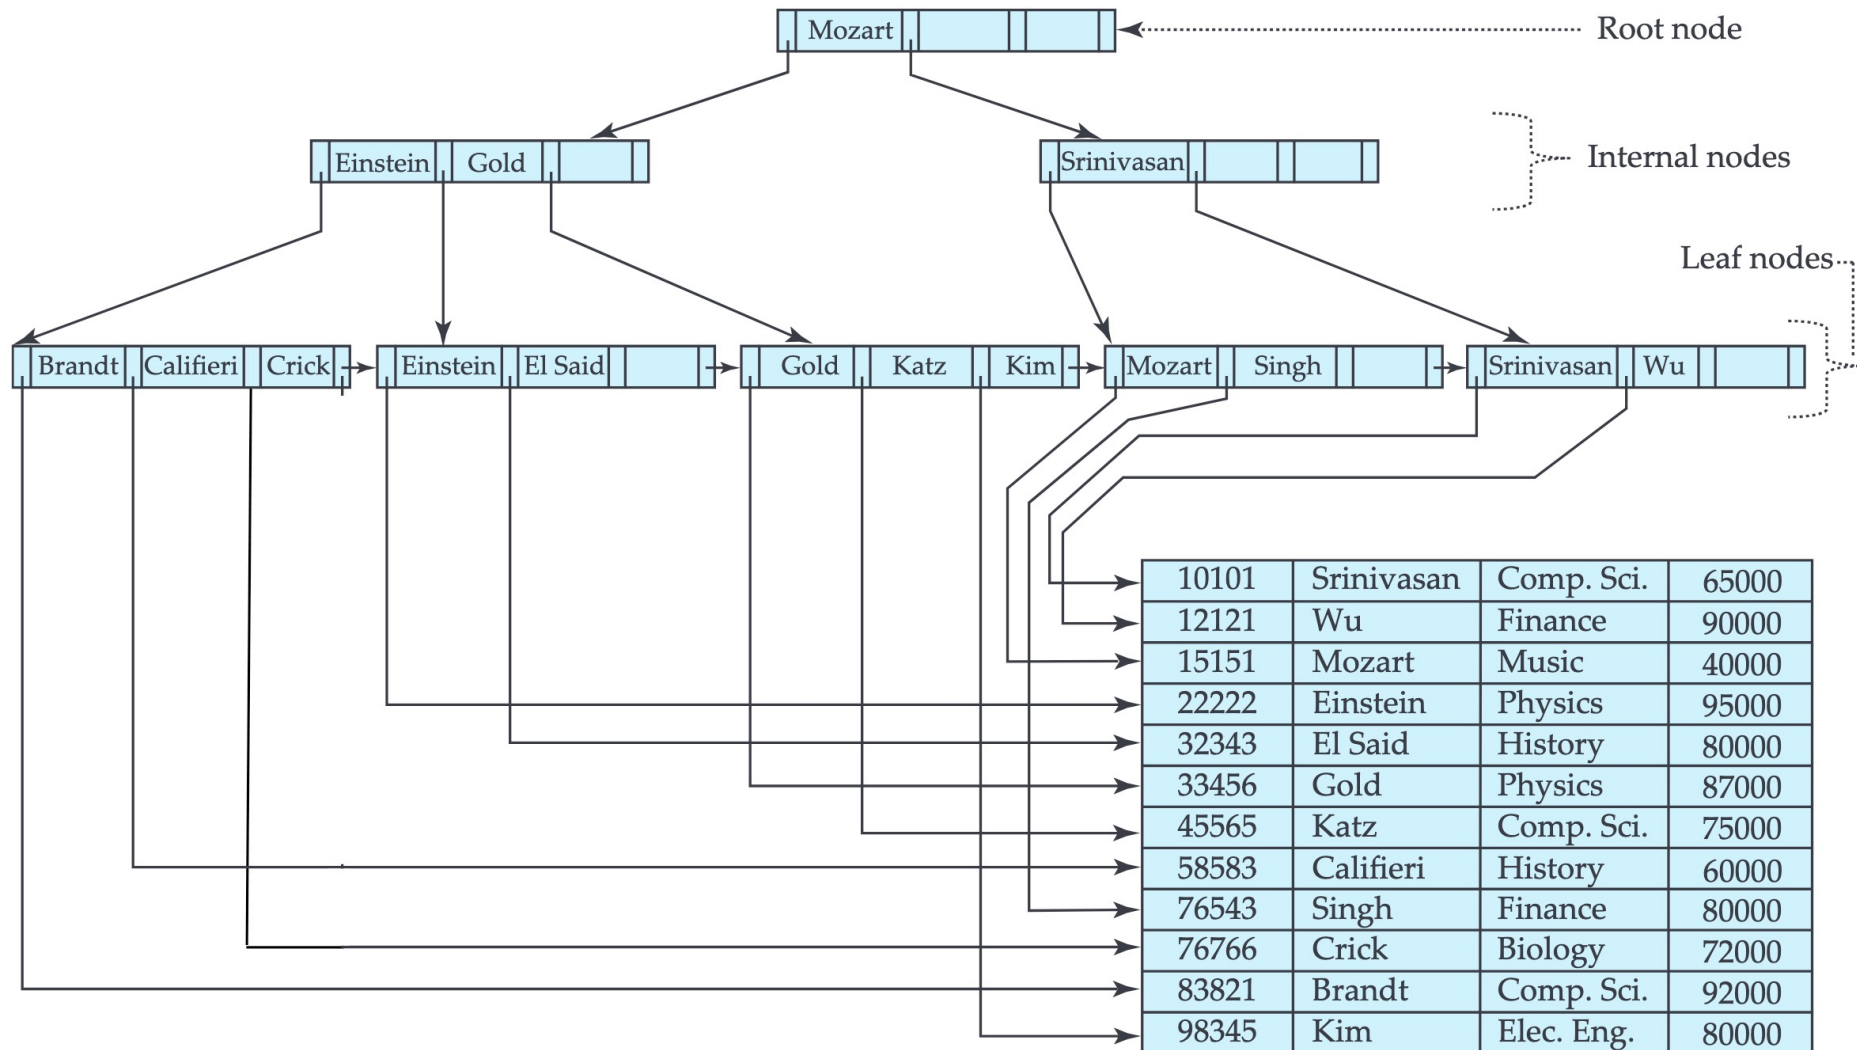 Mozart Root node
Einstein Gold Srinivasan Internal nodes
Leaf nodes
Brandt Califieri Crick Einstein El Said Gold Katz Kim Mozart Singh Srinivasan Wu
10101 Srinivasan Comp. Sci. 65000
12121 Wu Finance 90000
15151 Mozart Music 40000
22222 Einstein Physics 95000
32343 El Said History 80000
33456 Gold Physics 87000
45565 Katz Comp. Sci. 75000
58583 Califieri History 60000
76543 Singh Finance 80000
76766 Crick Biology 72000
83821 Brandt Comp. Sci. 92000
98345 Kim Elec. Eng. 80000